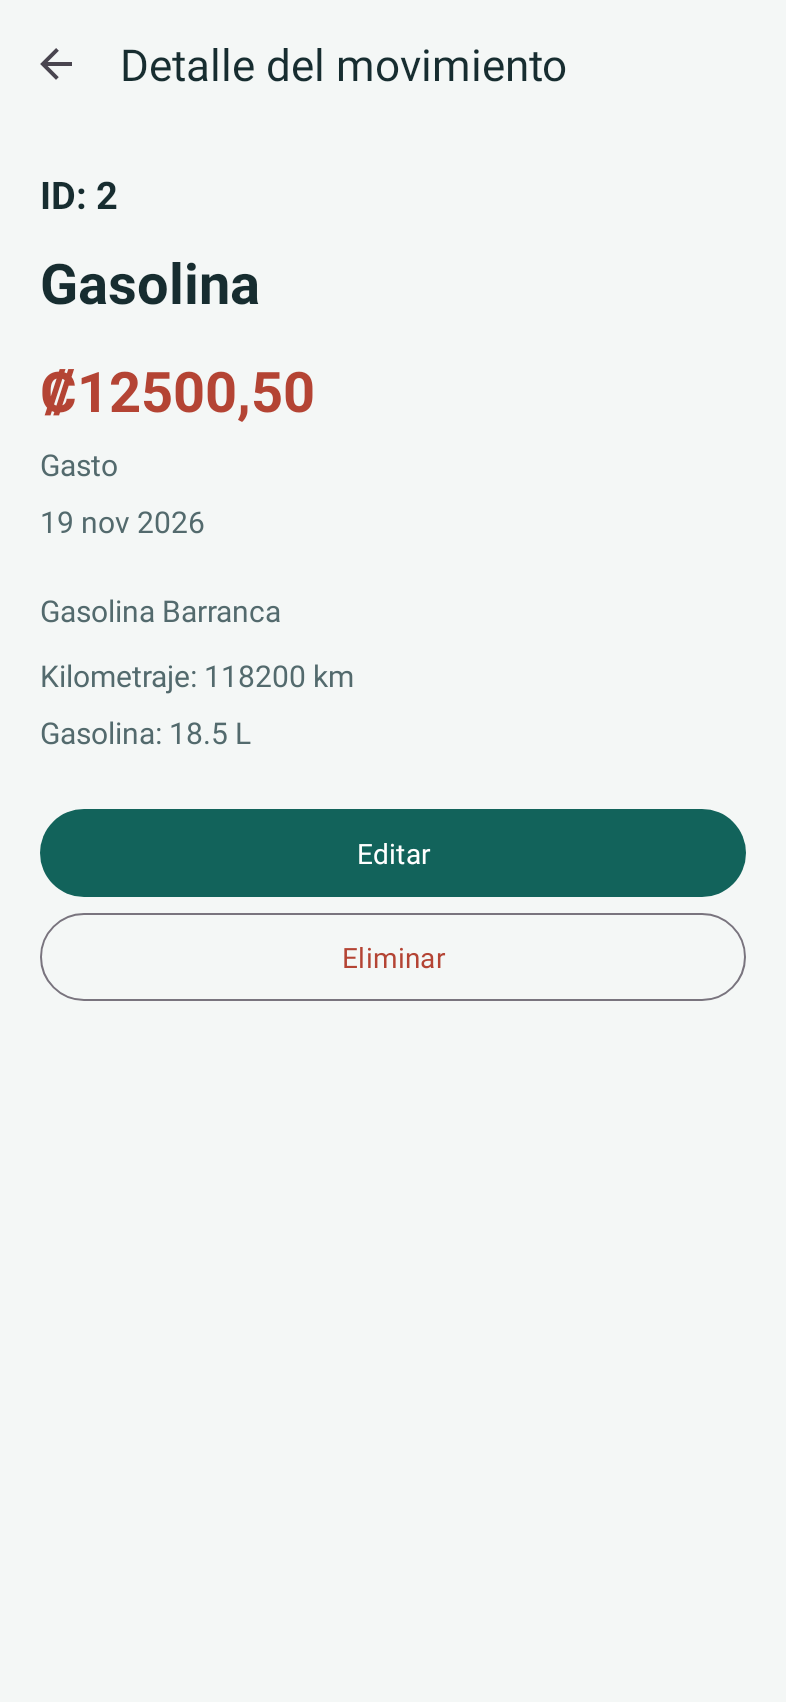 Detalle del movimiento
ID: 2
Gasolina
₡12500,50
Gasto
19 nov 2026
Gasolina Barranca
Kilometraje: 118200 km
Gasolina: 18.5 L
Editar
Eliminar